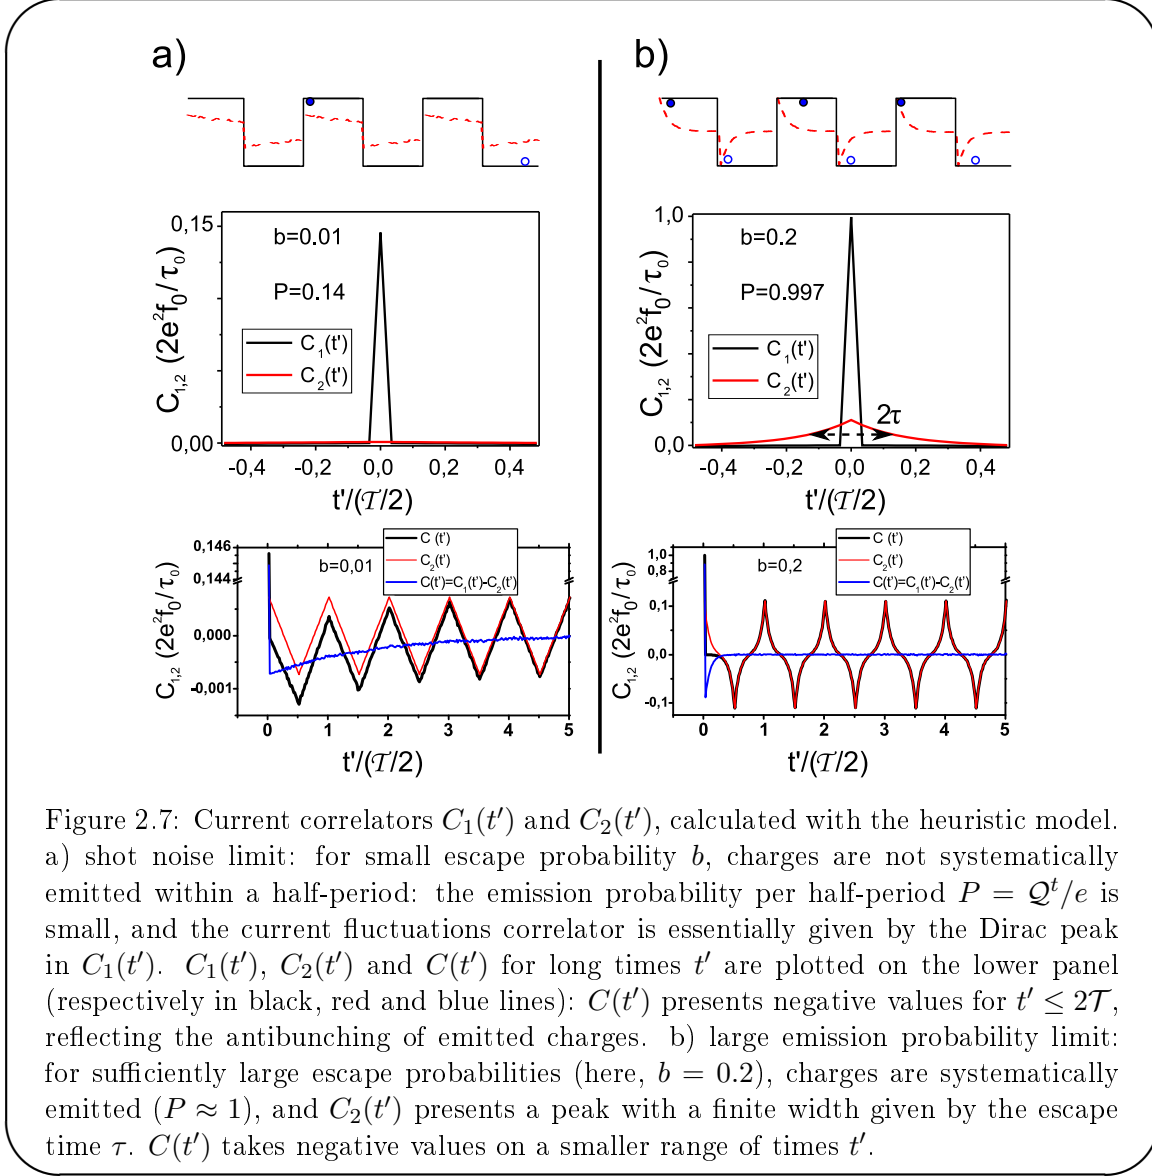 a)
b=0.01
P=0.14
C₁(t')
C₂(t')
C₁,₂ (2e²f₀/τ₀)
0,15
0,00
-0,4
-0,2
0,0
0,2
0,4
t'/(𝒯/2)
C (t')
C₂(t')
C(t')=C₁(t')-C₂(t')
b=0,01
C₁,₂ (2e²f₀/τ₀)
0,146
0,144
0,000
-0,001
0
1
2
3
4
5
t'/(𝒯/2)
b)
b=0.2
P=0.997
C₁(t')
C₂(t')
2τ
C₁,₂ (2e²f₀/τ₀)
1,0
0,0
-0,4
-0,2
0,0
0,2
0,4
t'/(𝒯/2)
C (t')
C₂(t')
C(t')=C₁(t')-C₂(t')
b=0,2
C₁,₂ (2e²f₀/τ₀)
1,0
0,8
0,1
0,0
-0,1
0
1
2
3
4
5
t'/(𝒯/2)
Figure 2.7: Current correlators C₁(t′) and C₂(t′), calculated with the heuristic model.
a) shot noise limit: for small escape probability b, charges are not systematically
emitted within a half-period: the emission probability per half-period P = 𝒬ᵗ/e is
small, and the current fluctuations correlator is essentially given by the Dirac peak
in C₁(t′). C₁(t′), C₂(t′) and C(t′) for long times t′ are plotted on the lower panel
(respectively in black, red and blue lines): C(t′) presents negative values for t′ ≤ 2𝒯,
reflecting the antibunching of emitted charges. b) large emission probability limit:
for sufficiently large escape probabilities (here, b = 0.2), charges are systematically
emitted (P ≈ 1), and C₂(t′) presents a peak with a finite width given by the escape
time τ. C(t′) takes negative values on a smaller range of times t′.